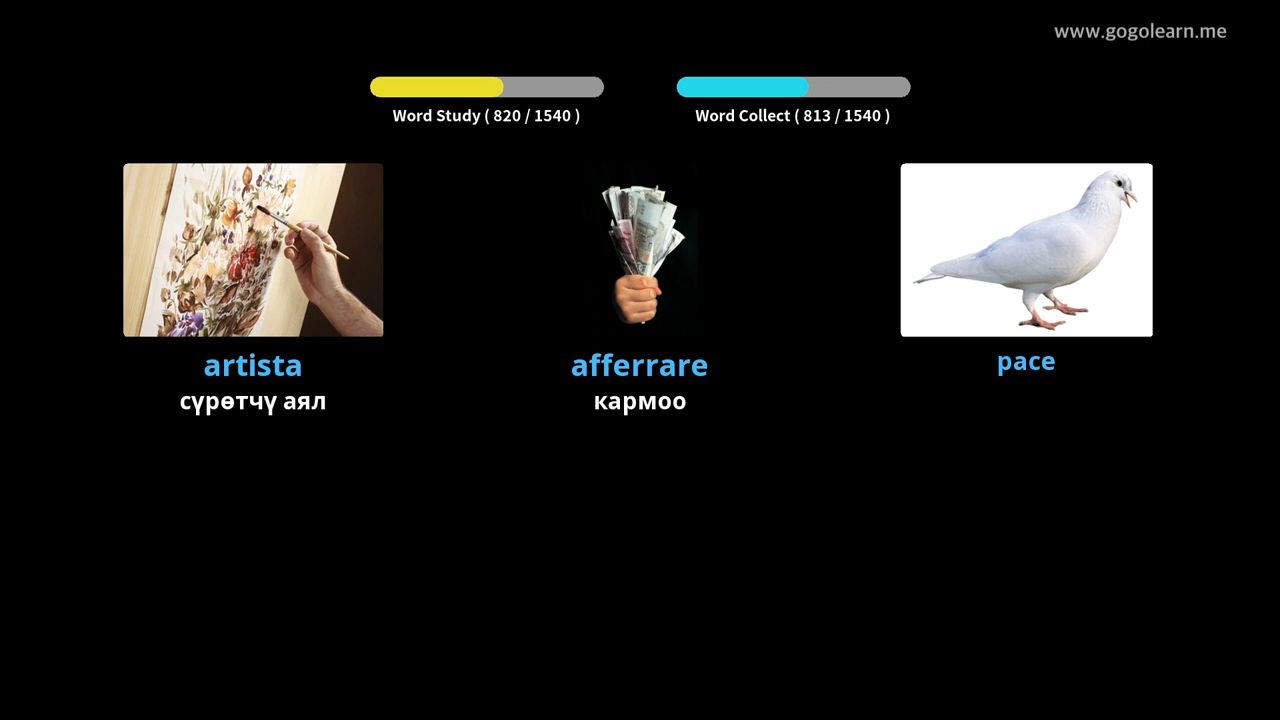 www.gogolearn.me
Word Study ( 820 / 1540 )
Word Collect ( 813 / 1540 )
artista
сүрөтчү аял
afferrare
кармоо
pace